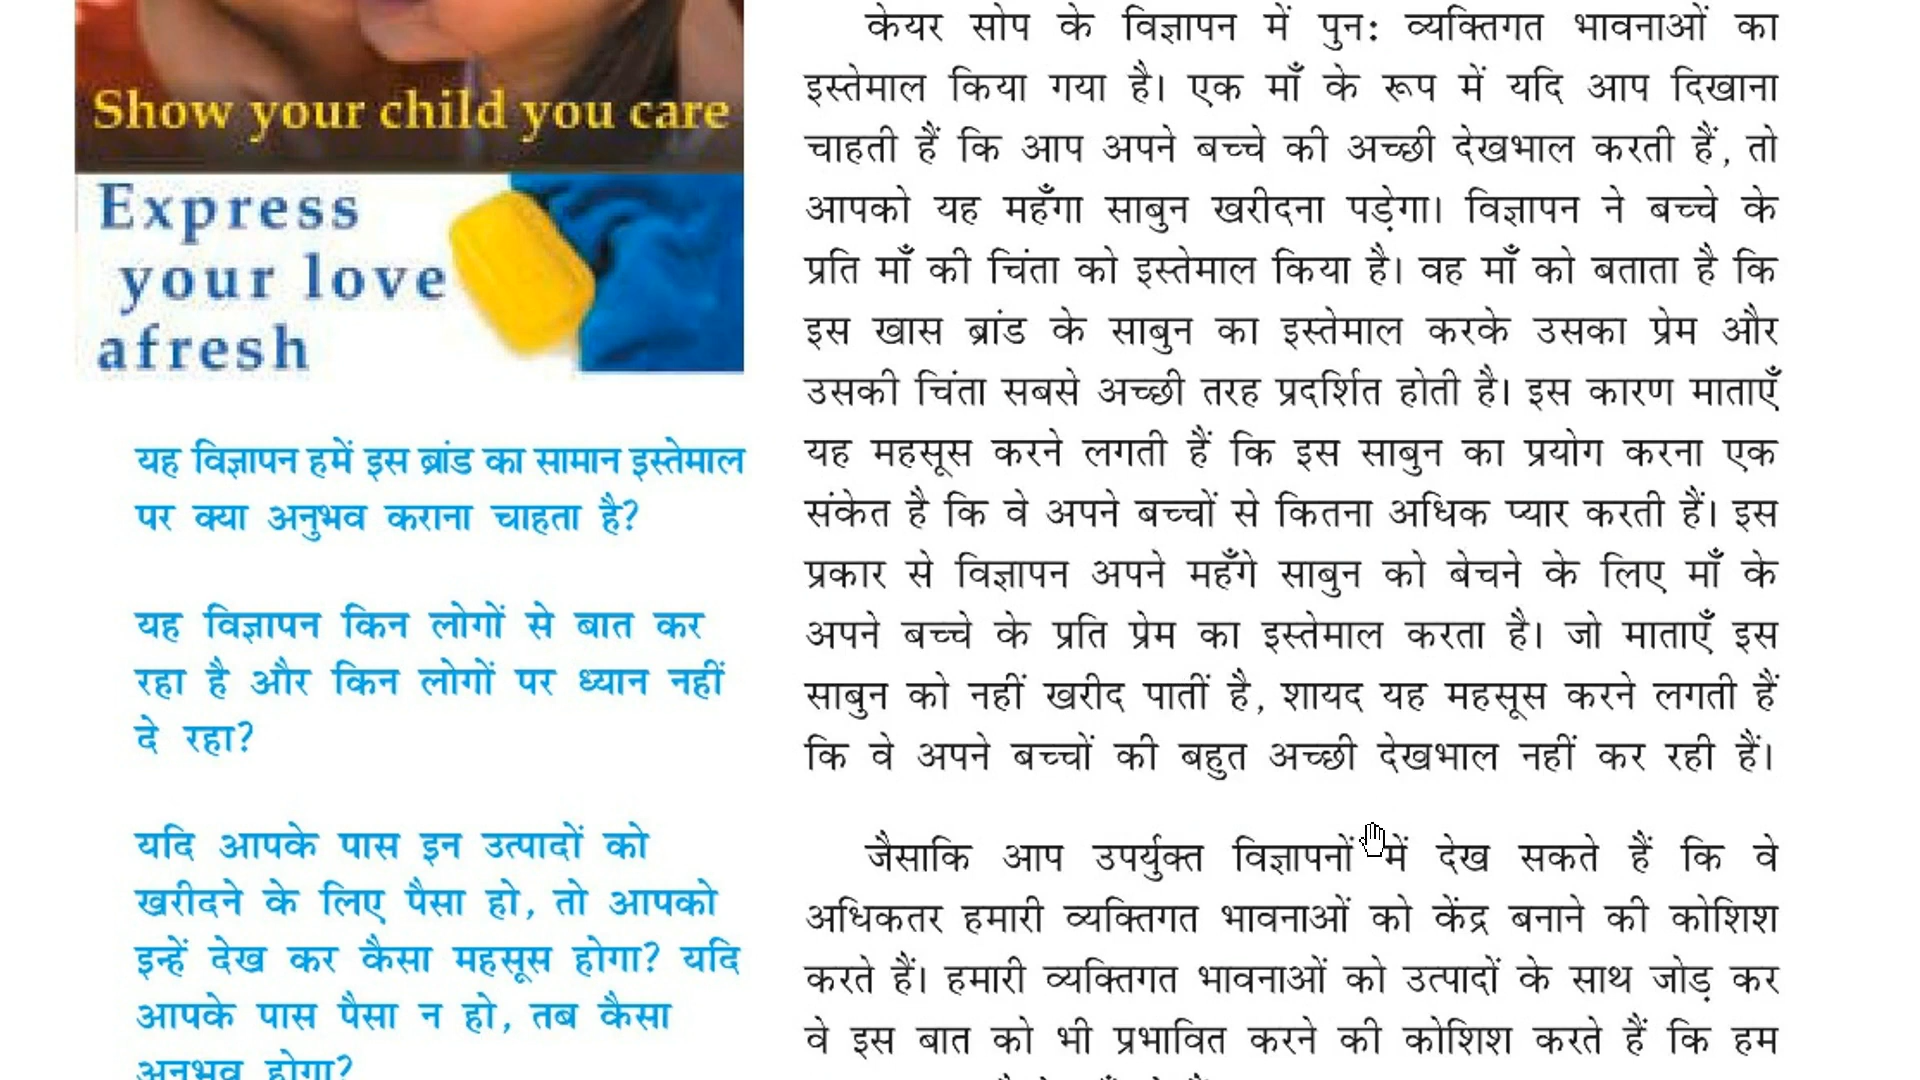 Show your child you care
Express
your love
afresh
यह विज्ञापन हमें इस ब्रांड का सामान इस्तेमाल
पर क्या अनुभव कराना चाहता है?
यह विज्ञापन किन लोगों से बात कर
रहा है और किन लोगों पर ध्यान नहीं
दे रहा?
यदि आपके पास इन उत्पादों को
खरीदने के लिए पैसा हो, तो आपको
इन्हें देख कर कैसा महसूस होगा? यदि
आपके पास पैसा न हो, तब कैसा
अनुभव होगा?
केयर सोप के विज्ञापन में पुन: व्यक्तिगत भावनाओं का
इस्तेमाल किया गया है। एक माँ के रूप में यदि आप दिखाना
चाहती हैं कि आप अपने बच्चे की अच्छी देखभाल करती हैं, तो
आपको यह महँगा साबुन खरीदना पड़ेगा। विज्ञापन ने बच्चे के
प्रति माँ की चिंता को इस्तेमाल किया है। वह माँ को बताता है कि
इस खास ब्रांड के साबुन का इस्तेमाल करके उसका प्रेम और
उसकी चिंता सबसे अच्छी तरह प्रदर्शित होती है। इस कारण माताएँ
यह महसूस करने लगती हैं कि इस साबुन का प्रयोग करना एक
संकेत है कि वे अपने बच्चों से कितना अधिक प्यार करती हैं। इस
प्रकार से विज्ञापन अपने महँगे साबुन को बेचने के लिए माँ के
अपने बच्चे के प्रति प्रेम का इस्तेमाल करता है। जो माताएँ इस
साबुन को नहीं खरीद पातीं है, शायद यह महसूस करने लगती हैं
कि वे अपने बच्चों की बहुत अच्छी देखभाल नहीं कर रही हैं।
जैसाकि आप उपर्युक्त विज्ञापनों में देख सकते हैं कि वे
अधिकतर हमारी व्यक्तिगत भावनाओं को केंद्र बनाने की कोशिश
करते हैं। हमारी व्यक्तिगत भावनाओं को उत्पादों के साथ जोड़ कर
वे इस बात को भी प्रभावित करने की कोशिश करते हैं कि हम